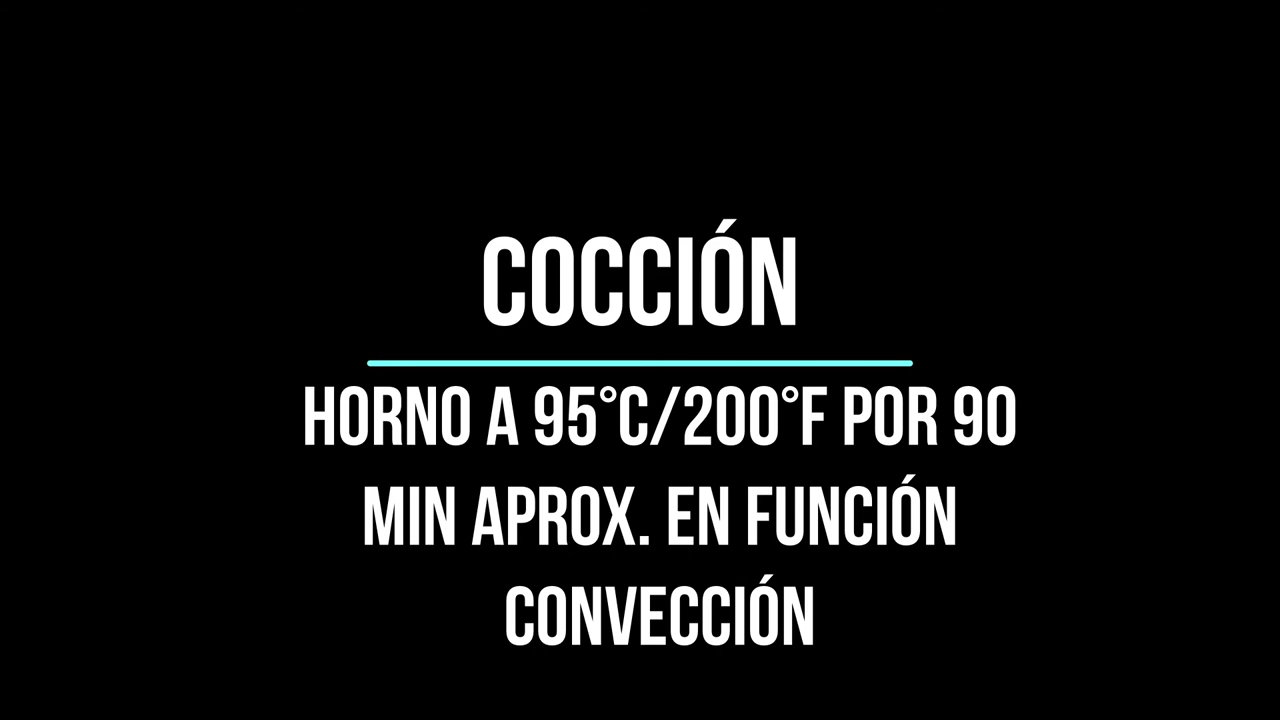 COCCIÓN
HORNO A 95°C/200°F POR 90
MIN APROX. EN FUNCIÓN
CONVECCIÓN